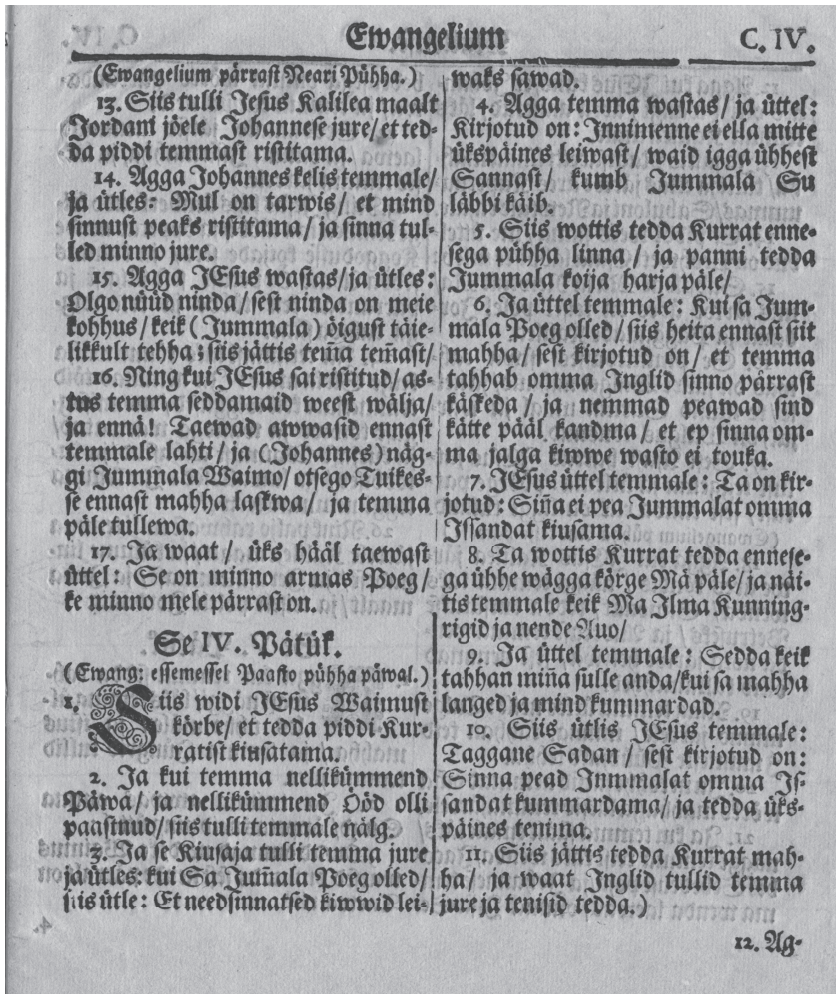 Ewangelium
C. IV.
(Ewangelium pärrast Neari Pühha.)
13. Siis tulli Jesus Kalilea maalt
Jordani jöele Johannese jure/ et ted-
da piddi temmast ristitama.
14. Agga Johannes kelis temmale/
ja ütles: Mul on tarwis/ et mind
sinnust peaks ristitama/ ja sinna tul-
led minno jure.
15. Agga JEsus wastas/ ja ütles:
Olgo nüüd ninda/ sest ninda on meie
kohhus/ keik (Jummala) öigust täie-
likkult tehha; siis jättis tem̃a tem̃ast/
16. Ning kui JEsus sai ristitud/ as-
tus temma seddamaid weest wälja/
ja ennä! Taewad awwasid ennast
temmale lahti/ ja (Johannes) näg-
gi Jummala Waimo/ otsego Tuikes-
se ennast mahha laskwa/ ja temma
päle tullewa.
17. Ja waat/ üks hääl taewast
üttel: Se on minno armas Poeg/
ke minno mele pärrast on.
Se IV. Pätük.
(Ewang: essemessel Paasto pühha päwal.)
1. Siis widi JEsus Waimust
körbe/ et tedda piddi Kur-
ratist kiusatama.
2. Ja kui temma nellikümmend
Päwa/ ja nellikümmend Ööd olli
paastnud/ siis tulli temmale nälg.
3. Ja se Kiusaja tulli temma jure
ja ütles: kui Sa Jum̃ala Poeg olled/
siis ütle: Et needsinnatsed kiwwid lei-
waks sawad.
4. Agga temma wastas/ ja üttel:
Kirjotud on: Innimenne ei ella mitte
ükspäines leiwast/ waid igga ühhest
Sannast/ kumb Jummala Su
läbbi käib.
5. Siis wottis tedda Kurrat enne-
sega pühha linna/ ja panni tedda
Jummala koija harja päle/
6. Ja üttel temmale: Kui sa Jum-
mala Poeg olled/ siis heita ennast siit
mahha/ sest kirjotud on/ et temma
tahhab omma Inglid sinno pärrast
käskeda/ ja nemmad peawad sind
kätte pääl kandma/ et ep sinna om-
ma jalga kiwwe wasto ei touka.
7. JEsus üttel temmale: Ta on kir-
jotud: Sin̄a ei pea Jummalat omma
Issandat kiusama.
8. Ta wottis Kurrat tedda ennese-
ga ühhe wägga körge Mä päle/ ja näi-
tis temmale keik Ma Ilma Kunning-
rigid ja nende Auo/
9. Ja üttel temmale: Sedda keik
tahhan min̄a sulle anda/ kui sa mahha
langed ja mind kummardad.
10. Siis ütlis JEsus temmale:
Taggane Sadan/ sest kirjotud on:
Sinna pead Jummalat omma Is-
sandat kummardama/ ja tedda üks-
päines tenima.
11. Siis jättis tedda Kurrat mah-
ha/ ja waat Inglid tullid temma
jure ja tenisid tedda.)
12. Ag-